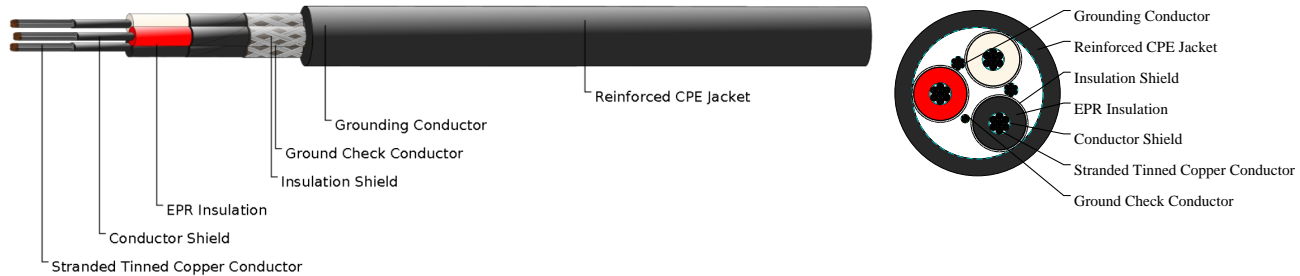 Reinforced CPE Jacket
Grounding Conductor
Ground Check Conductor
Insulation Shield
EPR Insulation
Conductor Shield
Stranded Tinned Copper Conductor
Grounding Conductor
Reinforced CPE Jacket
Insulation Shield
EPR Insulation
Conductor Shield
Stranded Tinned Copper Conductor
Ground Check Conductor